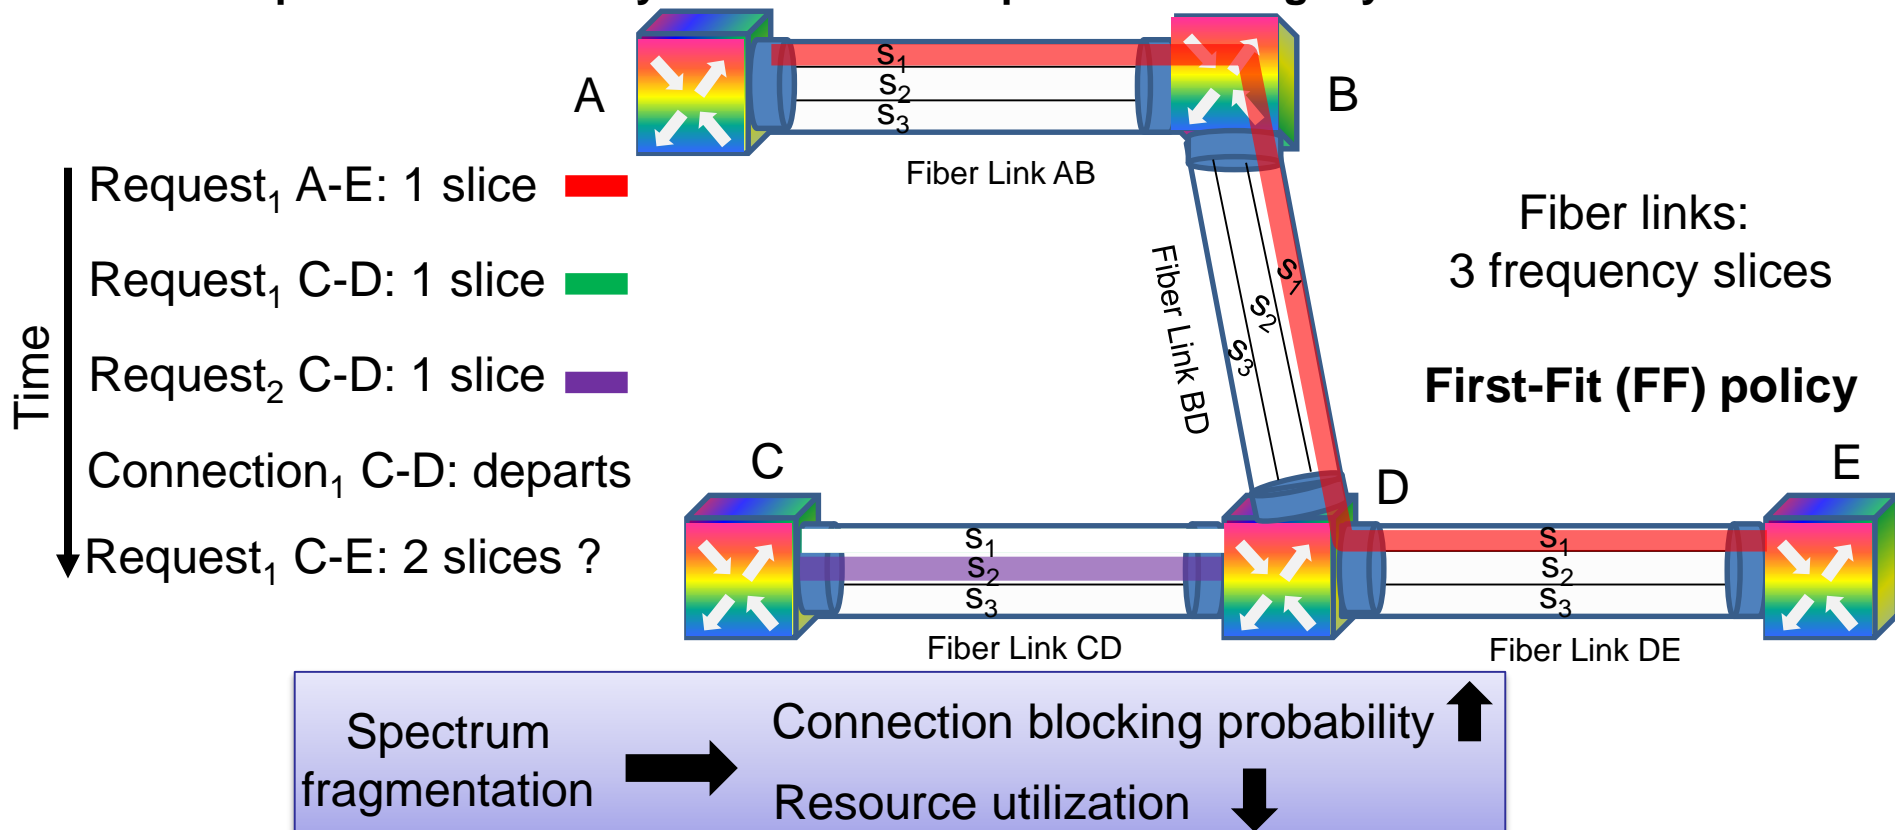 A
B
S1
S2
S3
Fiber Link AB
Time
Request1 A-E: 1 slice
Request1 C-D: 1 slice
Request2 C-D: 1 slice
Connection1 C-D: departs
Request1 C-E: 2 slices ?
Fiber Link BD
S1
S2
S3
Fiber links:
3 frequency slices
First-Fit (FF) policy
C
D
E
S1
S2
S3
Fiber Link CD
S1
S2
S3
Fiber Link DE
Spectrum
fragmentation
Connection blocking probability
Resource utilization